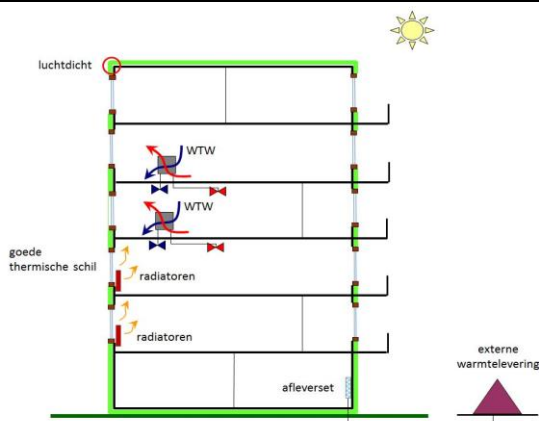 luchtdicht
WTW
WTW
goede
thermische schil
radiatoren
radiatoren
externe
warmtelevering
afleverset